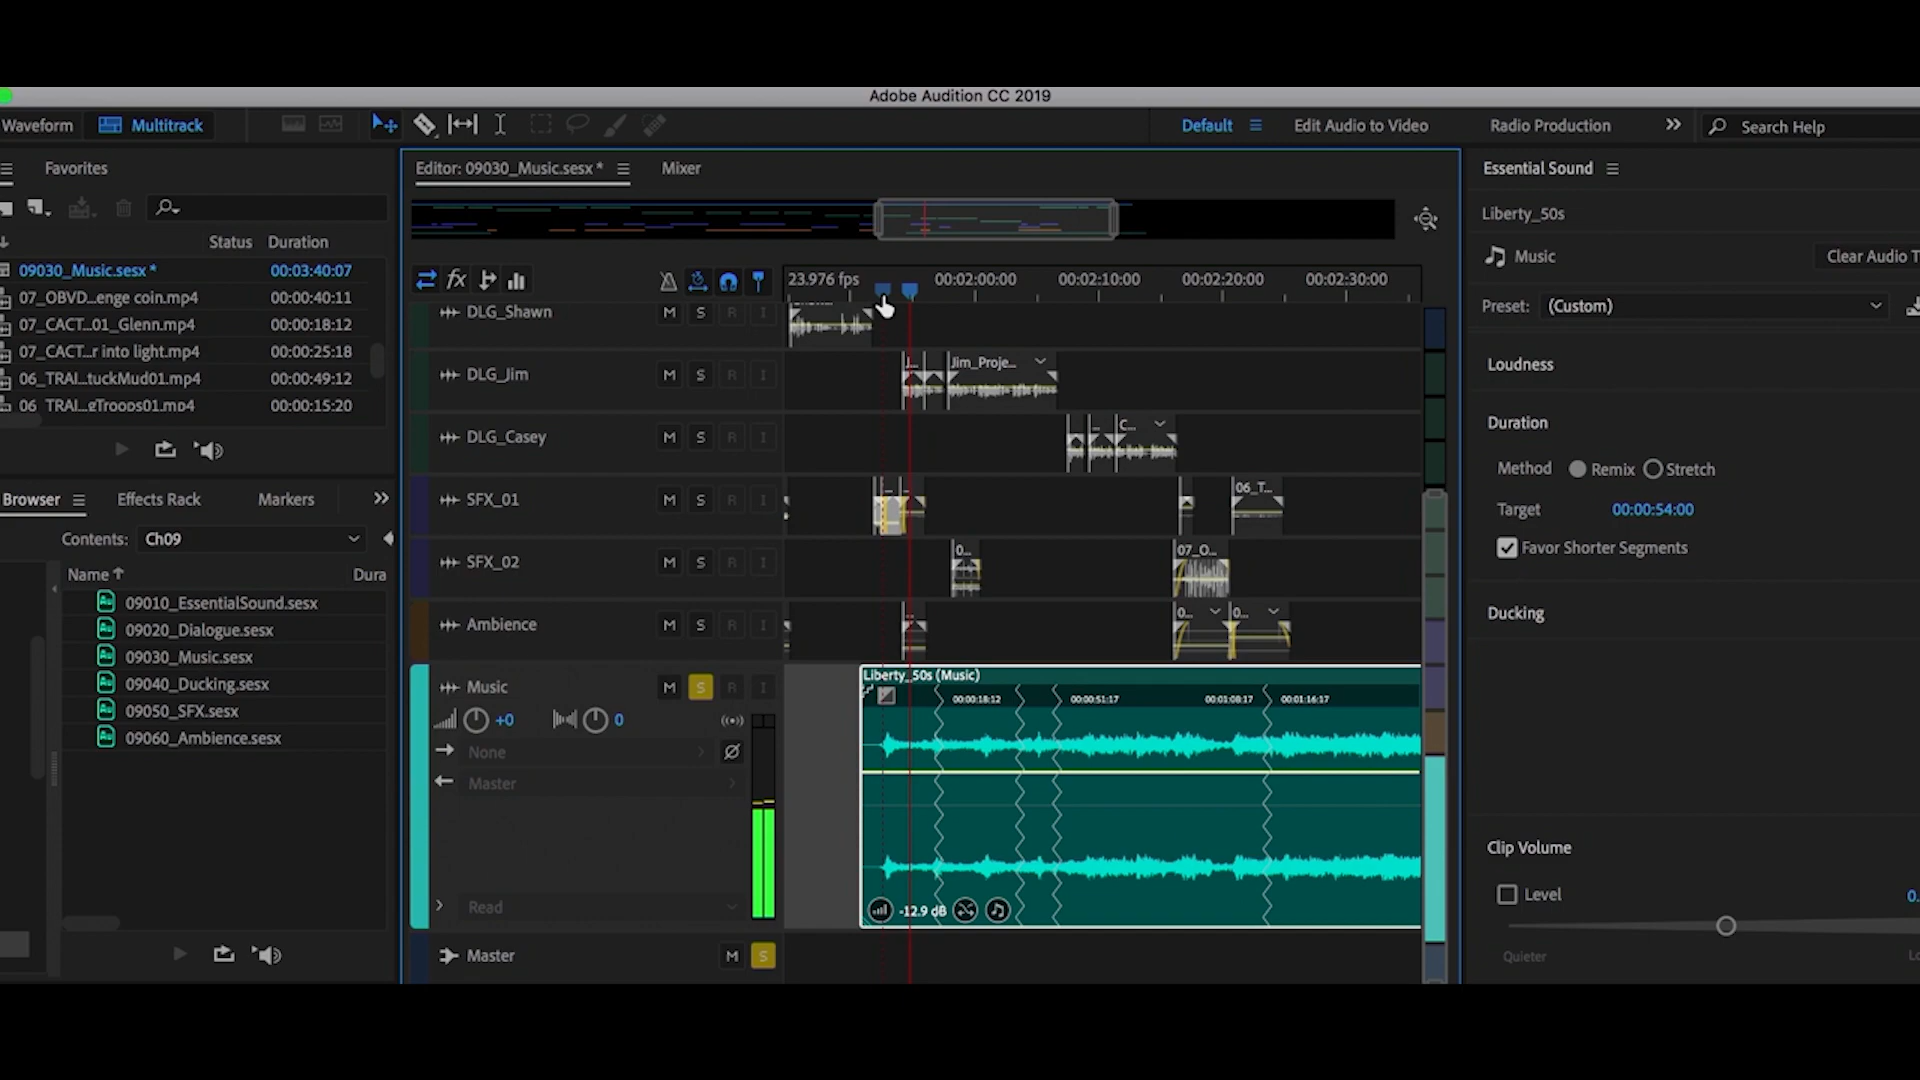 Adobe Audition CC 2019
Waveform Multitrack Default Edit Audio to Video Radio Production Search Help
Favorites
Status Duration
09030_Music.sesx * 00:03:40:07
07_OBVD...enge coin.mp4 00:00:40:11
07_CACT...01_Glenn.mp4 00:00:18:12
07_CACT...r into light.mp4 00:00:25:18
06_TRAI...tuckMud01.mp4 00:00:49:12
06_TRAI...gTroops01.mp4 00:00:15:20
Browser Effects Rack Markers
Contents: Ch09
Name Dura
09010_EssentialSound.sesx
09020_Dialogue.sesx
09030_Music.sesx
09040_Ducking.sesx
09050_SFX.sesx
09060_Ambience.sesx
Editor: 09030_Music.sesx * Mixer
fx 23.976 fps 00:02:00:00 00:02:10:00 00:02:20:00 00:02:30:00
DLG_Shawn M S R I
DLG_Jim M S R I J... Jim_Proje...
DLG_Casey M S R I ... C...
SFX_01 M S R I 06_T...
SFX_02 M S R I 0... 07_O...
Ambience M S R I ... 0... 0...
Music M S R I
Liberty_50s (Music)
00:00:18:12 00:00:51:17 00:01:08:17 00:01:16:17
+0 0
None
Master
-12.9 dB
Read
Master M S
Essential Sound
Liberty_50s
Music Clear Audio T
Preset: (Custom)
Loudness
Duration
Method Remix Stretch
Target 00:00:54:00
Favor Shorter Segments
Ducking
Clip Volume
Level 0.
Quieter Lo